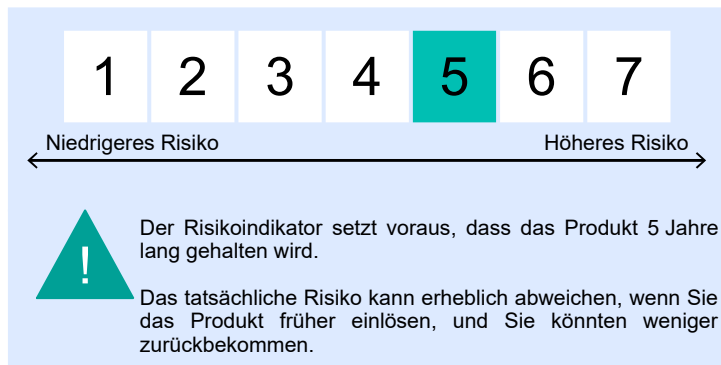 1 2 3 4 5 6 7
Niedrigeres Risiko Höheres Risiko
Der Risikoindikator setzt voraus, dass das Produkt 5 Jahre
lang gehalten wird.
!
Das tatsächliche Risiko kann erheblich abweichen, wenn Sie
das Produkt früher einlösen, und Sie könnten weniger
zurückbekommen.